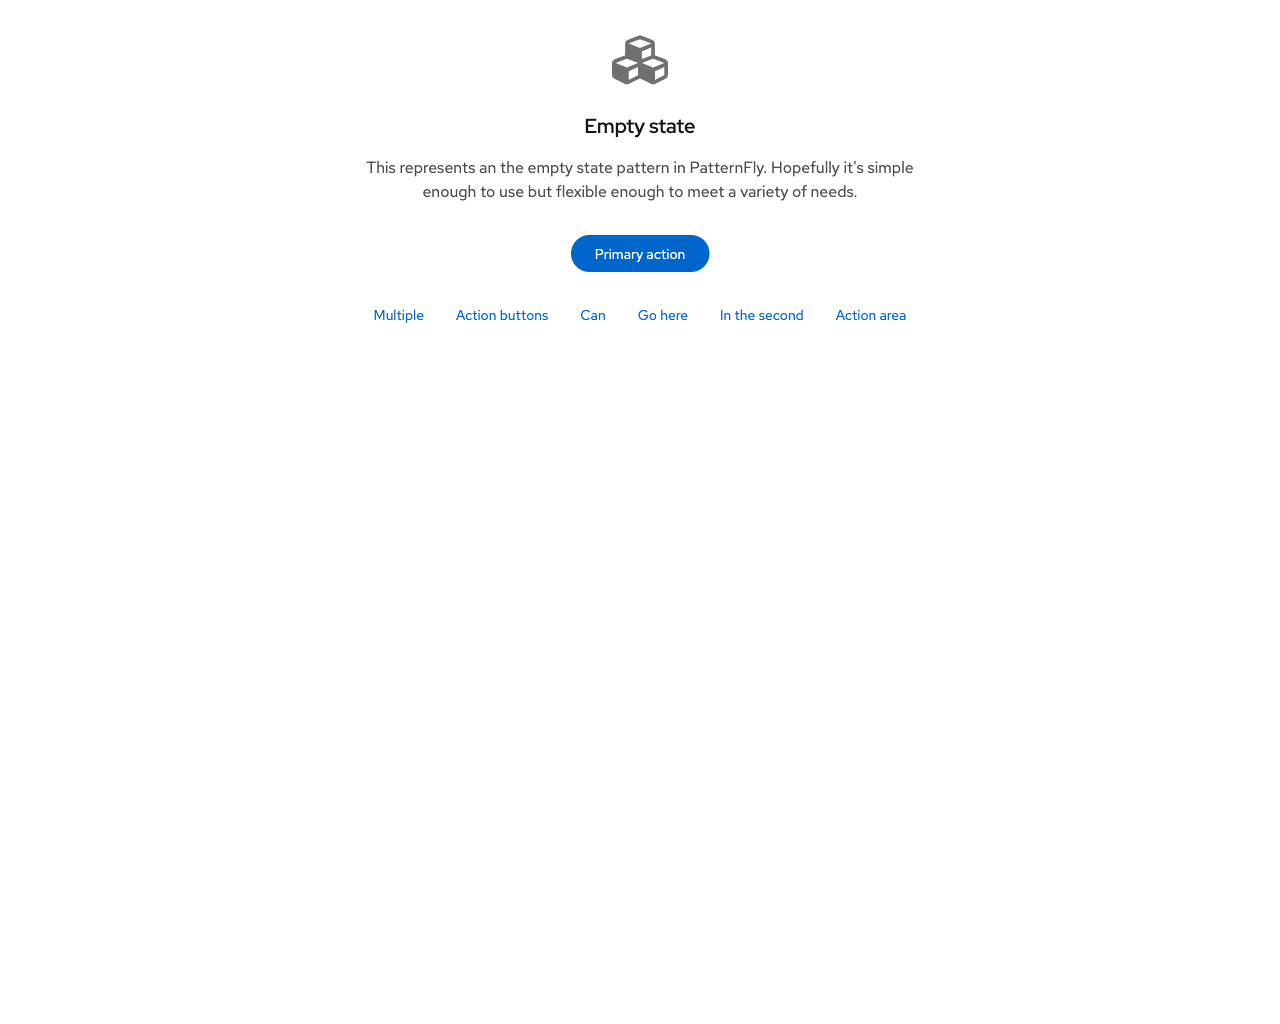 Empty state
This represents an the empty state pattern in PatternFly. Hopefully it's simple
enough to use but flexible enough to meet a variety of needs.
Primary action
Multiple Action buttons Can Go here In the second Action area